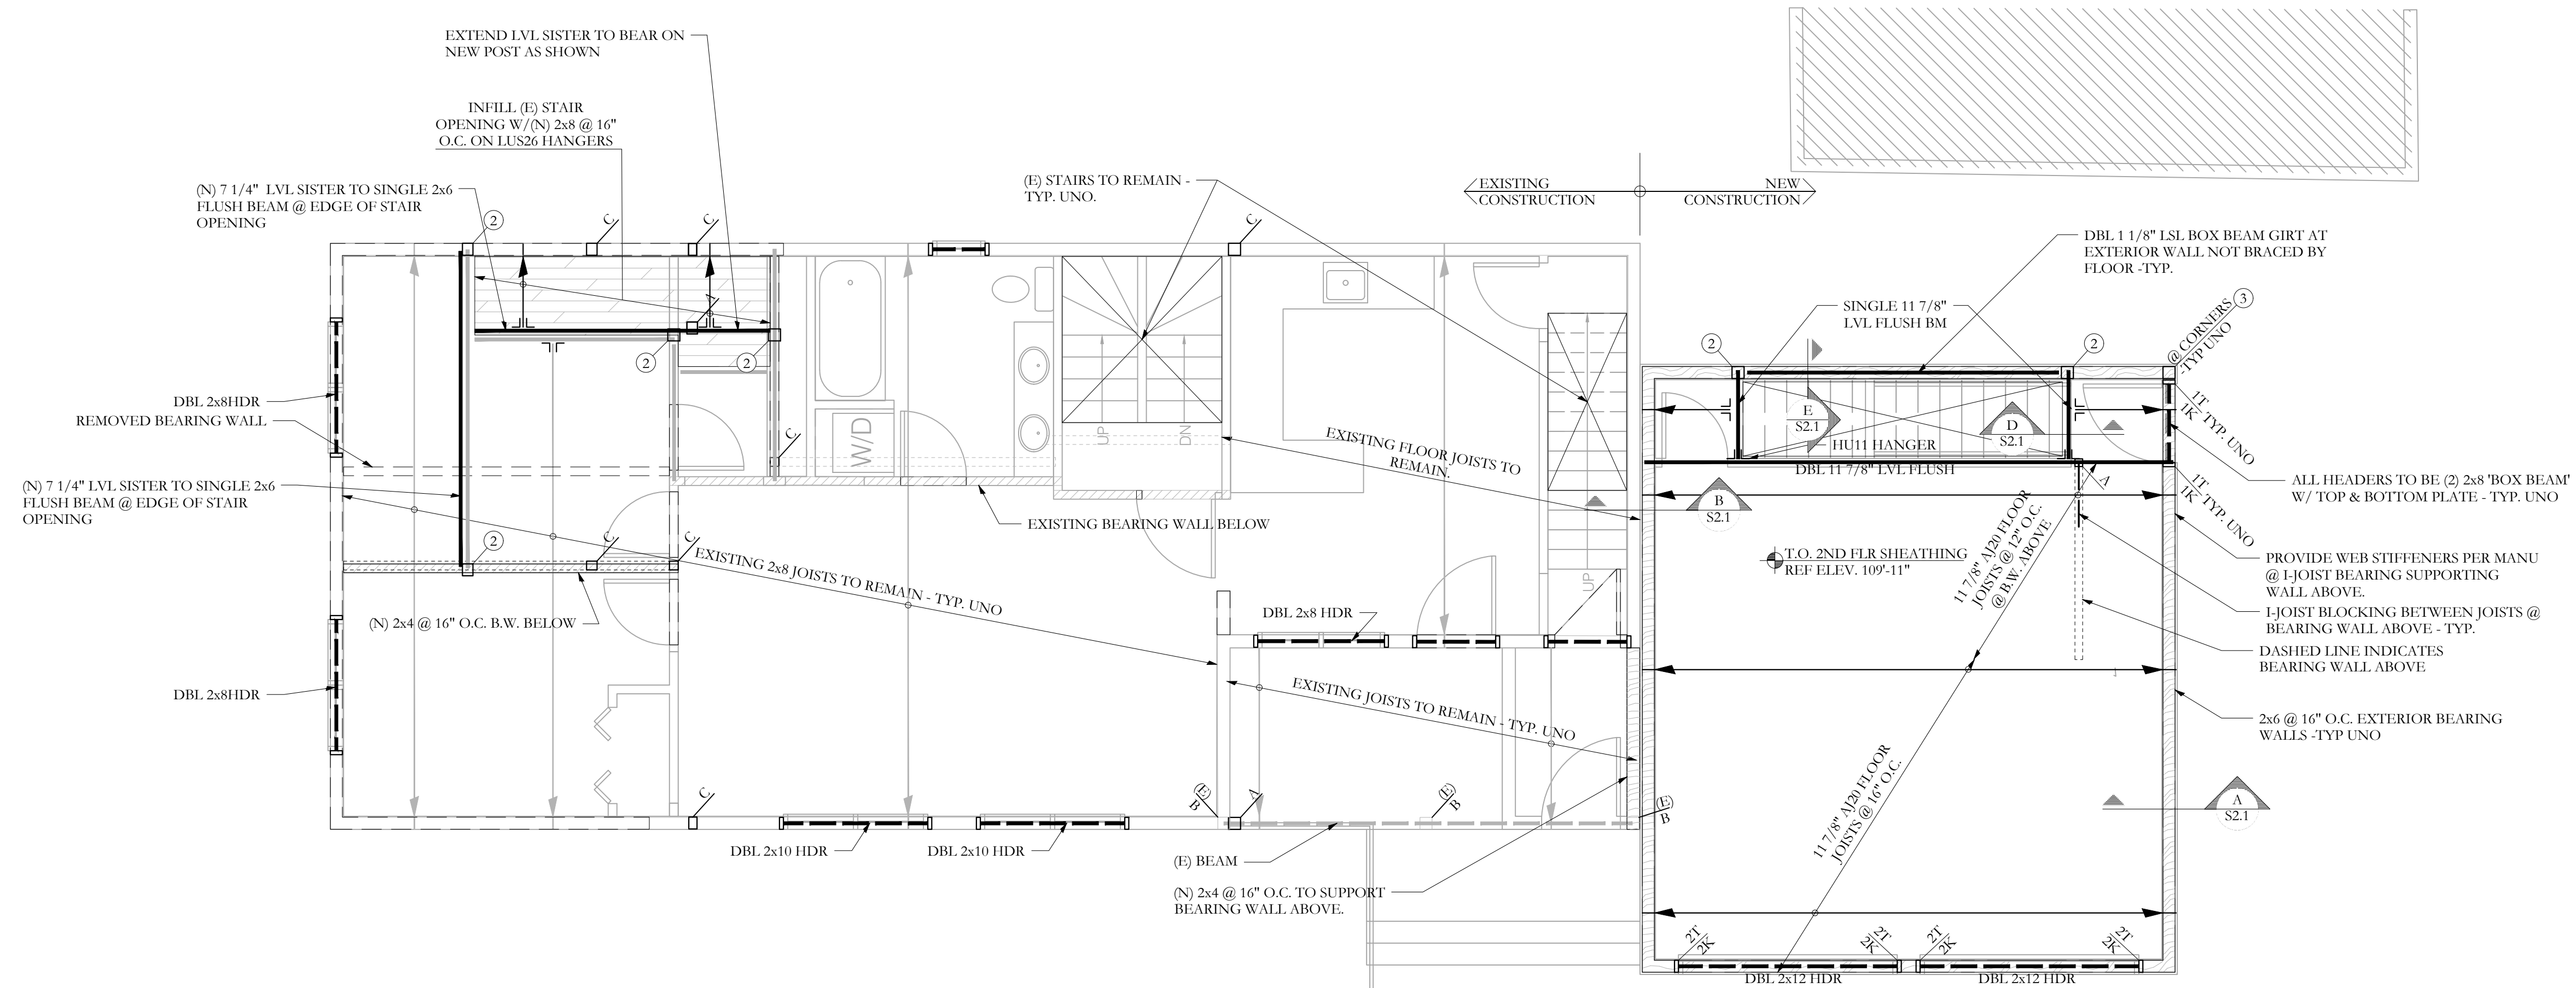 EXTEND LVL SISTER TO BEAR ON
NEW POST AS SHOWN
INFILL (E) STAIR
OPENING W/(N) 2x8 @ 16"
O.C. ON LUS26 HANGERS
(N) 7 1/4" LVL SISTER TO SINGLE 2x6
FLUSH BEAM @ EDGE OF STAIR
OPENING
2
C
C
(E) STAIRS TO REMAIN -
TYP. UNO.
C
EXISTING
CONSTRUCTION
NEW
CONSTRUCTION
DBL 1 1/8" LSL BOX BEAM GIRT AT
EXTERIOR WALL NOT BRACED BY
FLOOR -TYP.
SINGLE 11 7/8"
LVL FLUSH BM
@ CORNERS
TYP UNO
3
2
2
A
2
2
DBL 2x8HDR
REMOVED BEARING WALL
(N) 7 1/4" LVL SISTER TO SINGLE 2x6
FLUSH BEAM @ EDGE OF STAIR
OPENING
C
W/D
UP
DN
EXISTING FLOOR JOISTS TO
REMAIN.
E
S2.1
D
S2.1
HU11 HANGER
DBL 11 7/8" LVL FLUSH
1T
1K
TYP. UNO
A
1T
1K
TYP. UNO
ALL HEADERS TO BE (2) 2x8 'BOX BEAM'
W/ TOP & BOTTOM PLATE - TYP. UNO
B
S2.1
EXISTING BEARING WALL BELOW
2
C
C
EXISTING 2x8 JOISTS TO REMAIN - TYP. UNO
UP
T.O. 2ND FLR SHEATHING
REF ELEV. 109'-11"
11 7/8" AJ20 FLOOR
JOISTS @ 12" O.C.
@ B.W. ABOVE
PROVIDE WEB STIFFENERS PER MANU
@ I-JOIST BEARING SUPPORTING
WALL ABOVE.
I-JOIST BLOCKING BETWEEN JOISTS @
BEARING WALL ABOVE - TYP.
DASHED LINE INDICATES
BEARING WALL ABOVE
(N) 2x4 @ 16" O.C. B.W. BELOW
DBL 2x8 HDR
DBL 2x8HDR
EXISTING JOISTS TO REMAIN - TYP. UNO
2x6 @ 16" O.C. EXTERIOR BEARING
WALLS -TYP UNO
11 7/8" AJ20 FLOOR
JOISTS @ 16" O.C.
C
(E)
B
A
(E)
B
(E)
B
A
S2.1
DBL 2x10 HDR
DBL 2x10 HDR
(E) BEAM
(N) 2x4 @ 16" O.C. TO SUPPORT
BEARING WALL ABOVE.
2T
2K
2T
2K
2T
2K
2T
2K
DBL 2x12 HDR
DBL 2x12 HDR